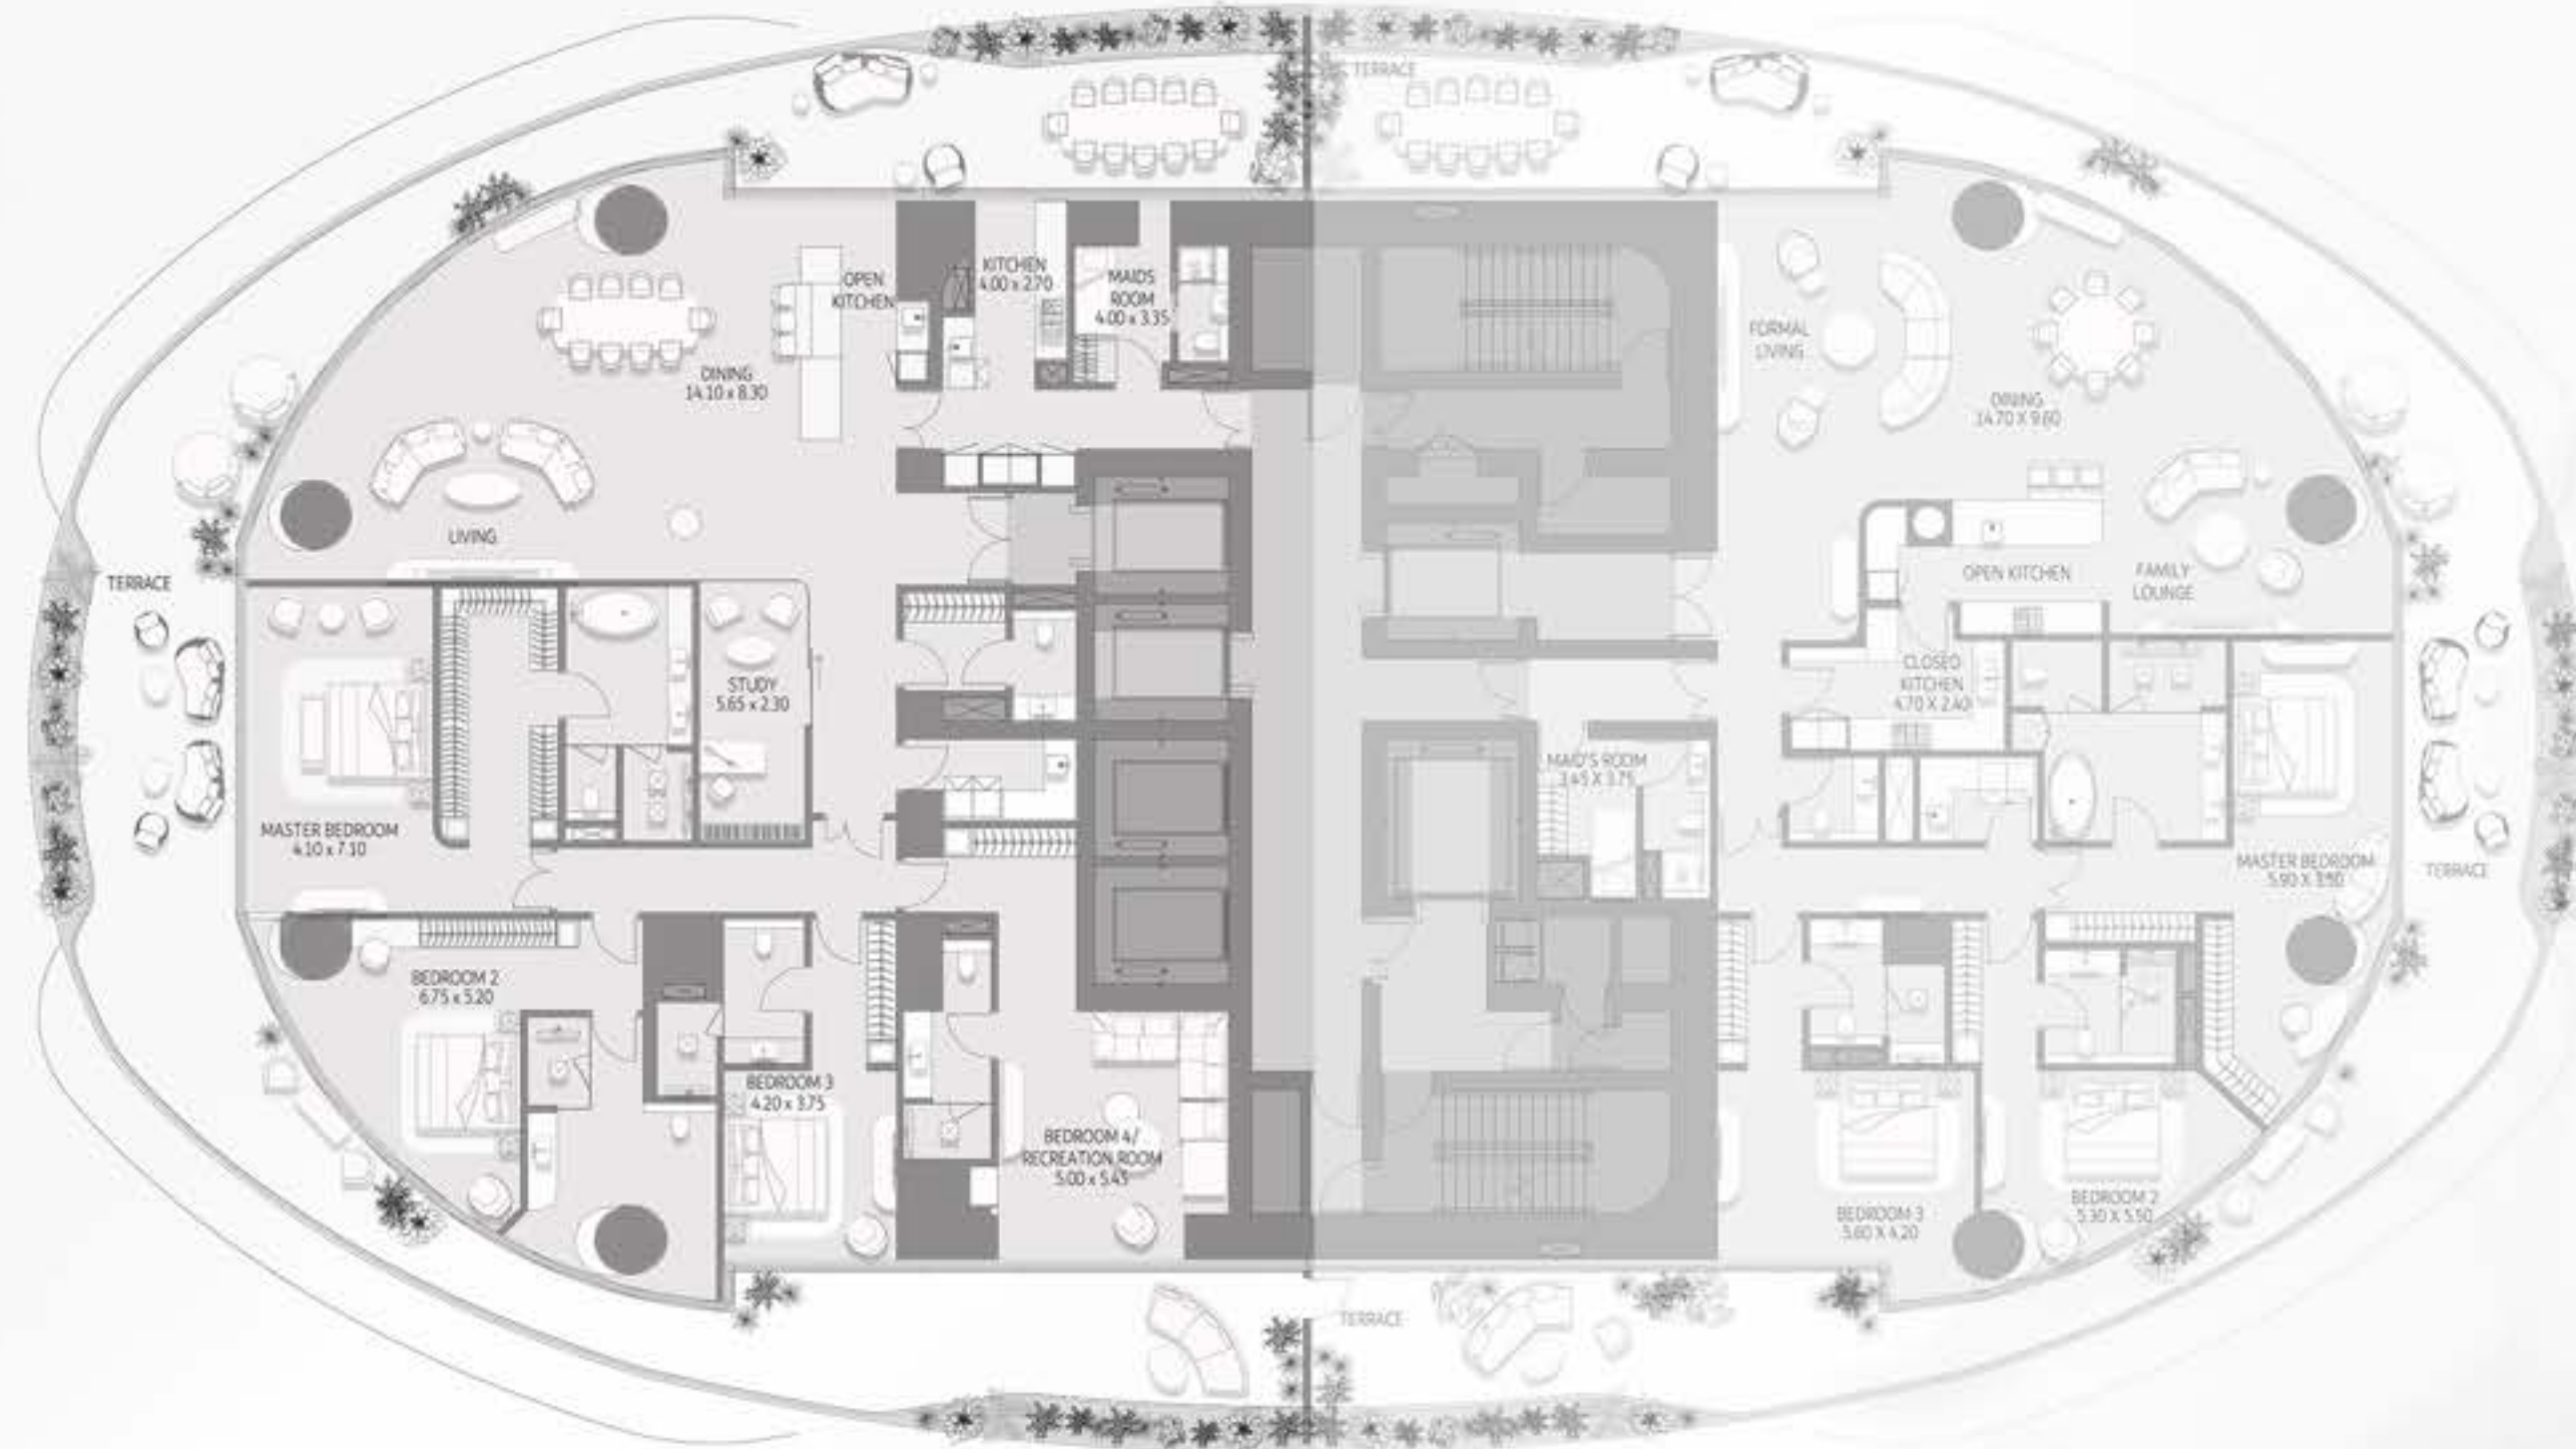 TERRACE
OPEN
KITCHEN
KITCHEN
4.00 x 2.70
MAIDS
ROOM
4.00 x 3.35
DINING
14.10 x 8.30
LIVING
TERRACE
STUDY
5.65 x 2.30
MASTER BEDROOM
4.10 x 7.10
BEDROOM 2
6.75 x 5.20
BEDROOM 3
4.20 x 3.75
BEDROOM 4/
RECREATION ROOM
5.00 x 5.45
FORMAL
LIVING
DINING
14.70 X 9.60
OPEN KITCHEN
FAMILY
LOUNGE
CLOSED
KITCHEN
4.70 X 2.40
MAID'S ROOM
3.45 X 3.75
MASTER BEDROOM
5.90 X 3.90
TERRACE
BEDROOM 3
5.60 X 4.20
BEDROOM 2
5.30 X 5.50
TERRACE